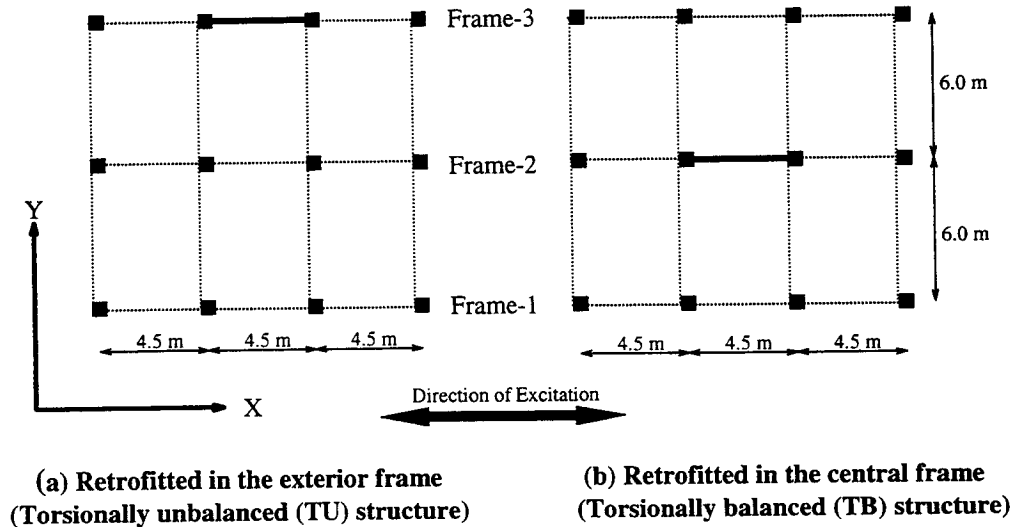 Frame-3
6.0 m
Frame-2
Y
6.0 m
Frame-1
4.5 m 4.5 m 4.5 m
4.5 m 4.5 m 4.5 m
X
Direction of Excitation
(a) Retrofitted in the exterior frame
(Torsionally unbalanced (TU) structure)
(b) Retrofitted in the central frame
(Torsionally balanced (TB) structure)